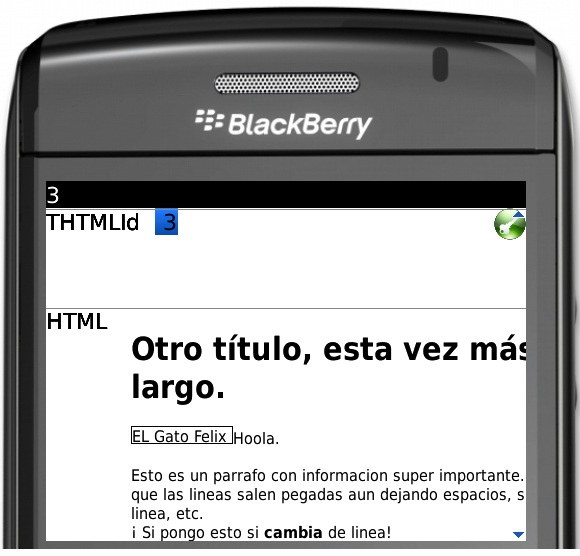 BlackBerry
3
THTMLId 3
HTML
Otro título, esta vez más
largo.
EL Gato Felix Hoola.
Esto es un parrafo con informacion super importante.
que las lineas salen pegadas aun dejando espacios, s
linea, etc.
¡ Si pongo esto si cambia de linea!